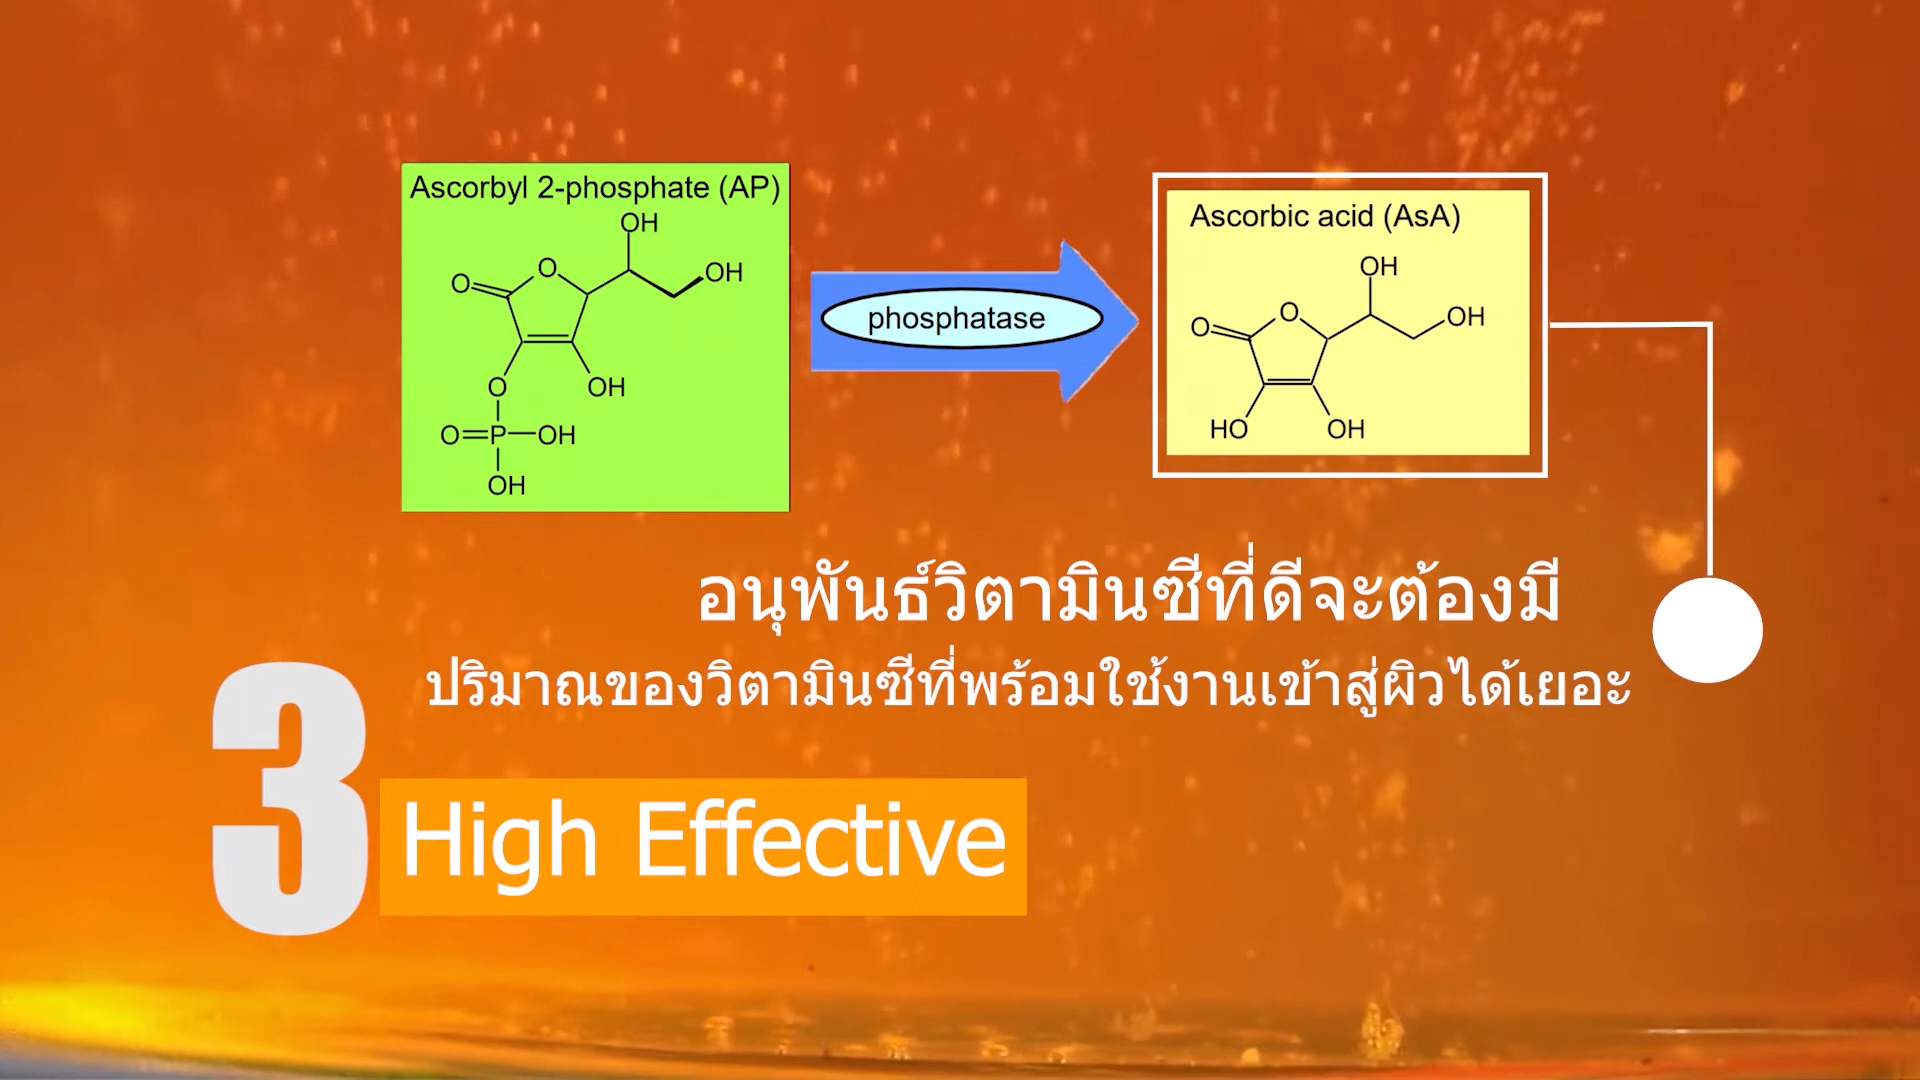 Ascorbyl 2-phosphate (AP)
OH
O
O
OH
O
OH
O=P—OH
OH
phosphatase
Ascorbic acid (AsA)
OH
O
O
OH
HO
OH
อนุพันธ์วิตามินซีที่ดีจะต้องมี
ปริมาณของวิตามินซีที่พร้อมใช้งานเข้าสู่ผิวได้เยอะ
3
High Effective